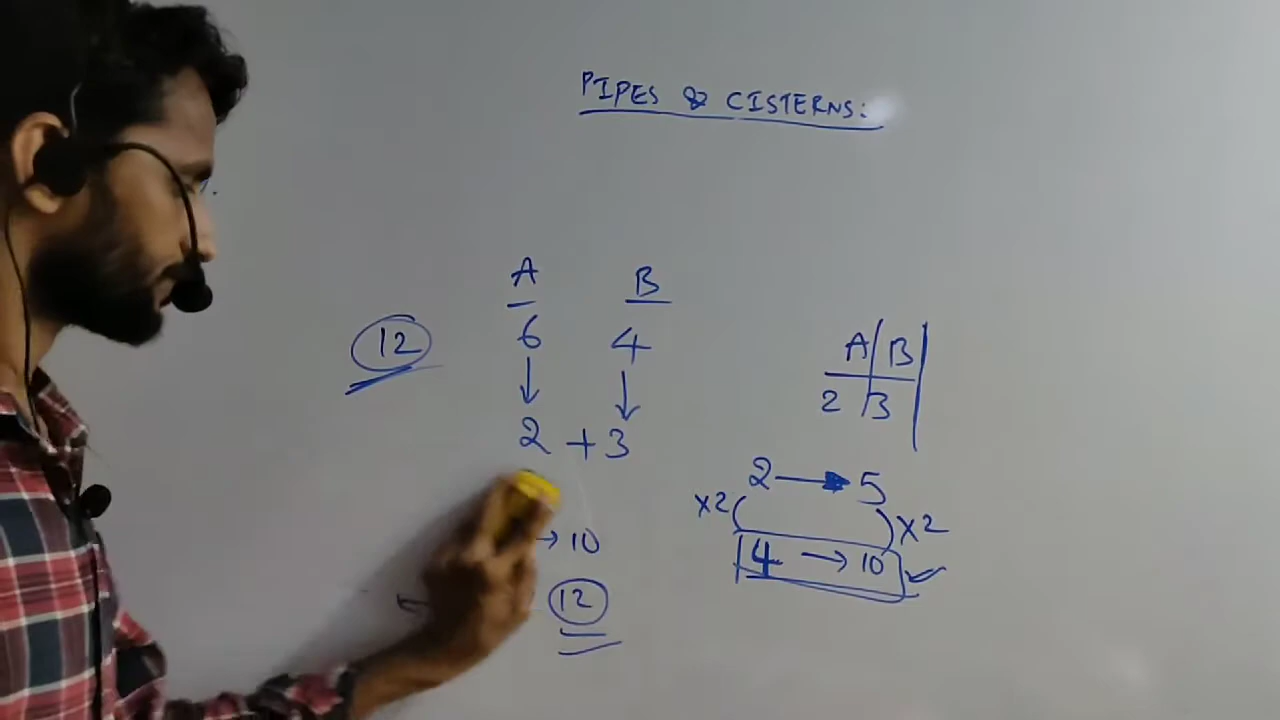 PIPES & CISTERNS:
A B
12 6 4
↓ ↓
2 + 3
→ 10
12
A B
2 3
2 → 5
x2 x2
4 → 10 ✓